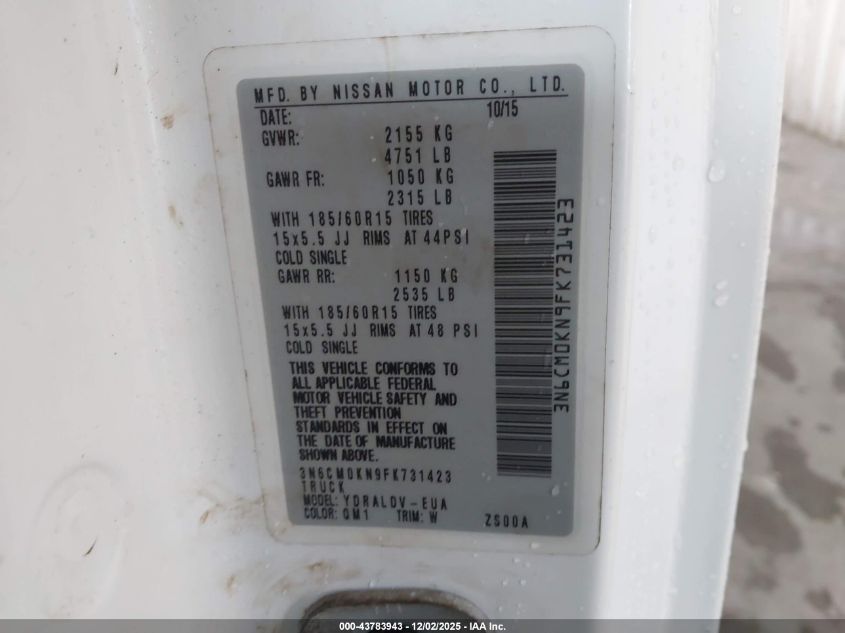 MFD. BY NISSAN MOTOR CO., LTD.
DATE: 10/15
GVWR: 2155 KG
4751 LB
GAWR FR: 1050 KG
2315 LB
WITH 185/60R15 TIRES
15x5.5 JJ RIMS AT 44PSI
COLD SINGLE
GAWR RR: 1150 KG
2535 LB
WITH 185/60R15 TIRES
15x5.5 JJ RIMS AT 48 PSI
COLD SINGLE
THIS VEHICLE CONFORMS TO
ALL APPLICABLE FEDERAL
MOTOR VEHICLE SAFETY AND
THEFT PREVENTION
STANDARDS IN EFFECT ON
THE DATE OF MANUFACTURE
SHOWN ABOVE.
3N6CM0KN9FK731423
TRUCK
MODEL: YDRALDV-EUA
COLOR: QM1 TRIM: W ZS00A
3N6CM0KN9FK731423
000-43783943 - 12/02/2025 - IAA Inc.